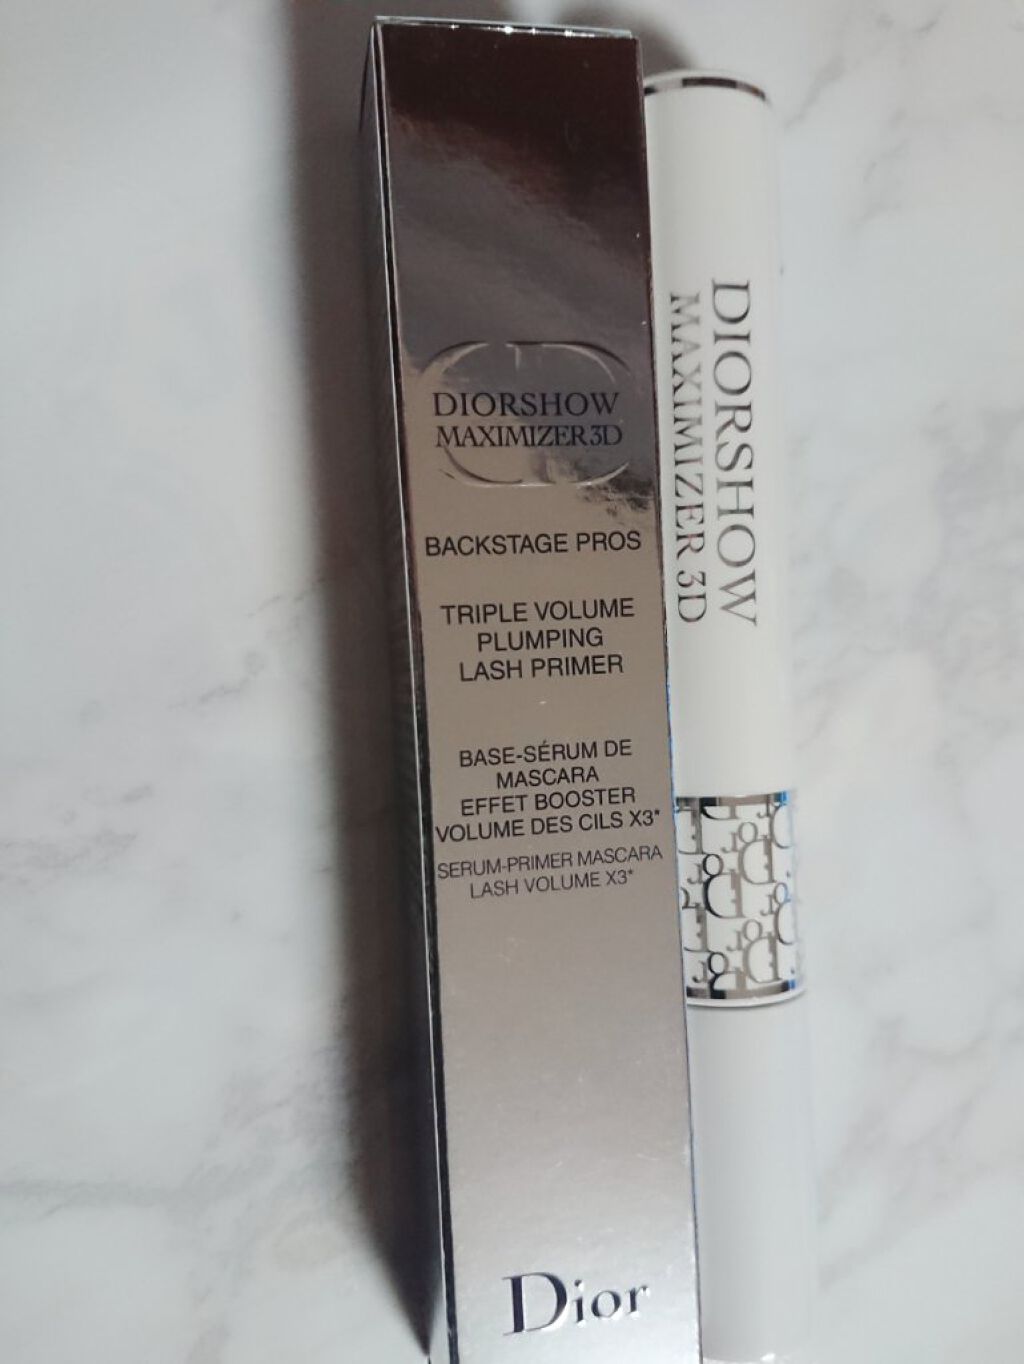 DIORSHOW
MAXIMIZER3D
BACKSTAGE PROS
TRIPLE VOLUME
PLUMPING
LASH PRIMER
BASE-SÉRUM DE
MASCARA
EFFET BOOSTER
VOLUME DES CILS X3*
SERUM-PRIMER MASCARA
LASH VOLUME X3*
Dior
DIORSHOW
MAXIMIZER 3D